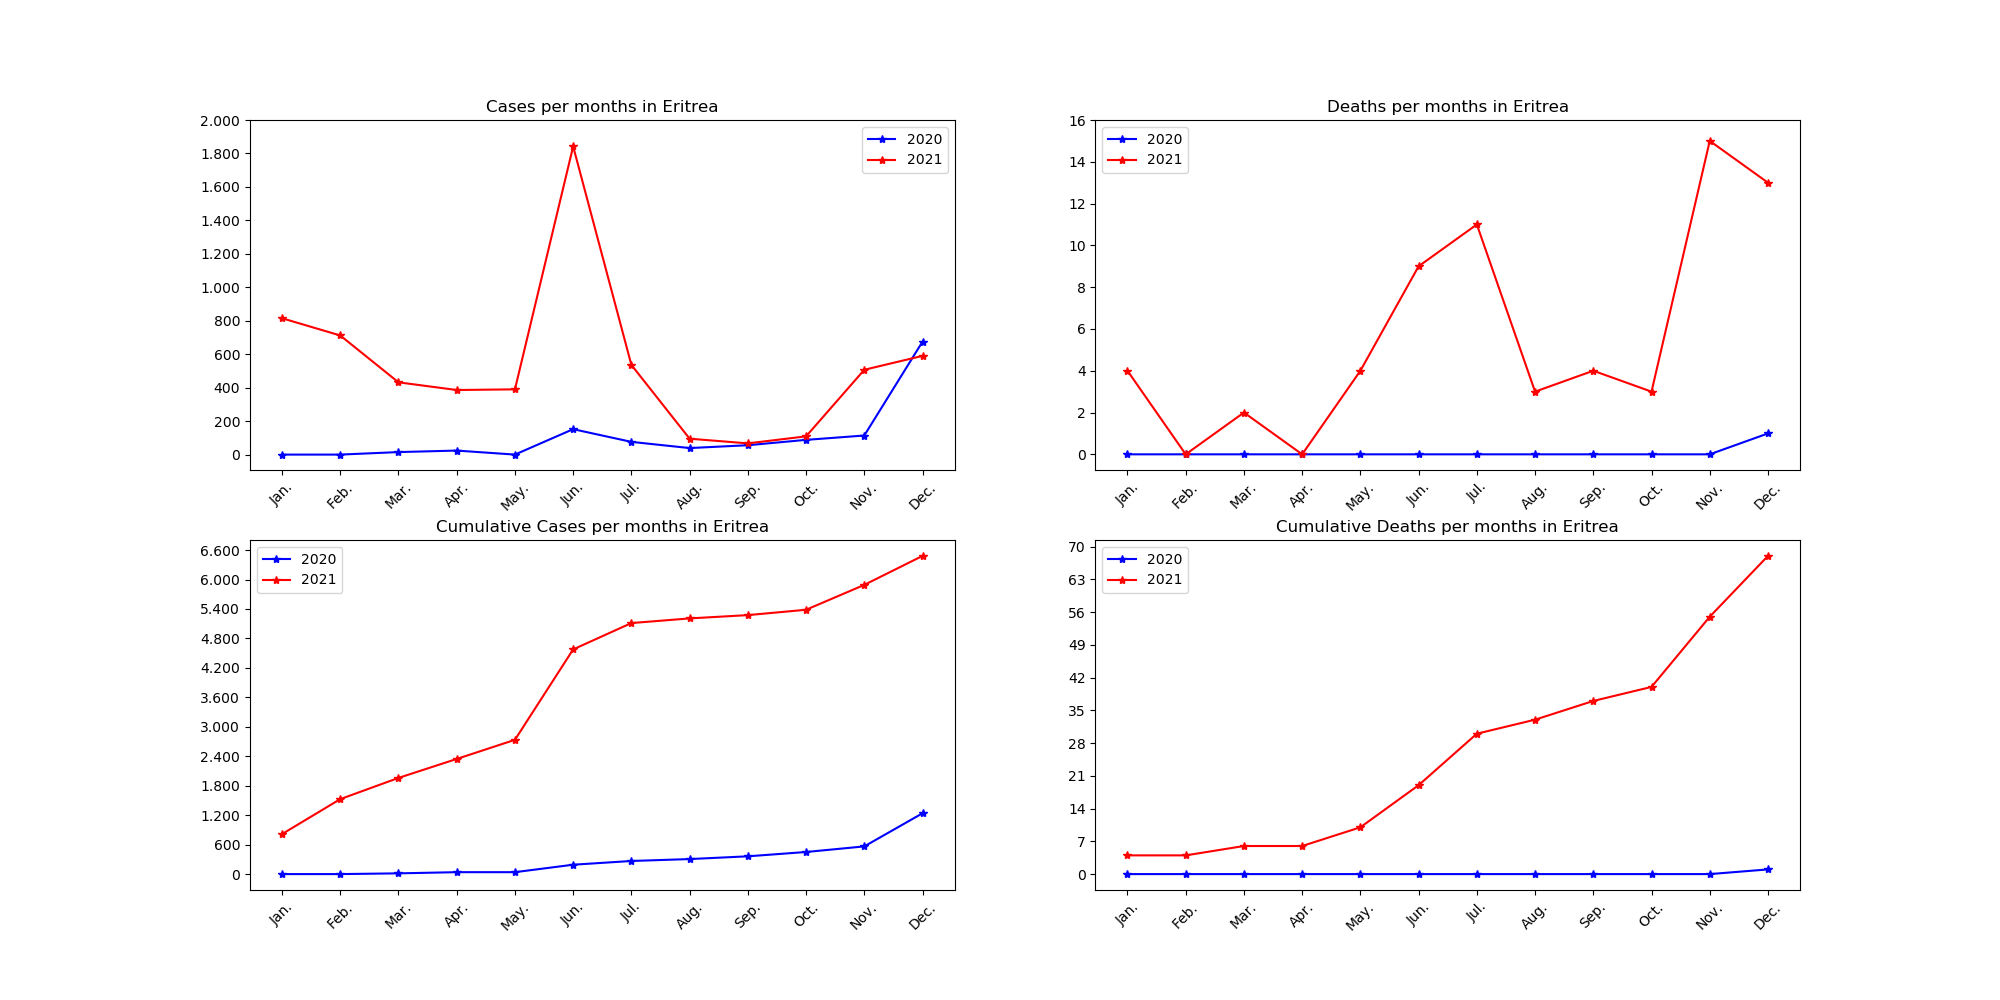 Cases per months in Eritrea
2.000
1.800
1.600
1.400
1.200
1.000
800
600
400
200
0
2020
2021
Jan.
Feb.
Mar.
Apr.
May.
Jun.
Jul.
Aug.
Sep.
Oct.
Nov.
Dec.
Deaths per months in Eritrea
16
14
12
10
8
6
4
2
0
2020
2021
Jan.
Feb.
Mar.
Apr.
May.
Jun.
Jul.
Aug.
Sep.
Oct.
Nov.
Dec.
Cumulative Cases per months in Eritrea
6.600
6.000
5.400
4.800
4.200
3.600
3.000
2.400
1.800
1.200
600
0
2020
2021
Jan.
Feb.
Mar.
Apr.
May.
Jun.
Jul.
Aug.
Sep.
Oct.
Nov.
Dec.
Cumulative Deaths per months in Eritrea
70
63
56
49
42
35
28
21
14
7
0
2020
2021
Jan.
Feb.
Mar.
Apr.
May.
Jun.
Jul.
Aug.
Sep.
Oct.
Nov.
Dec.